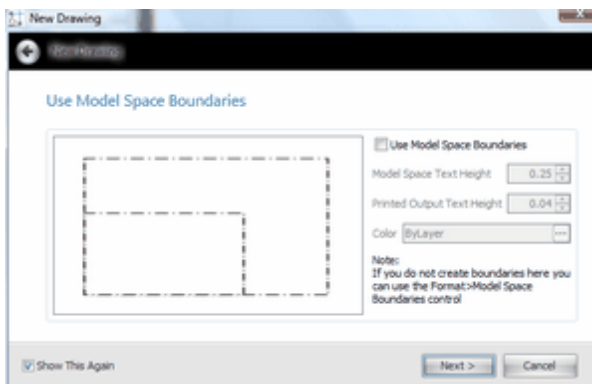 New Drawing
New Drawing
Use Model Space Boundaries
Use Model Space Boundaries
Model Space Text Height 0.25
Printed Output Text Height 0.04
Color ByLayer ...
Note:
If you do not create boundaries here you
can use the Format>Model Space
Boundaries control
Show This Again Next > Cancel